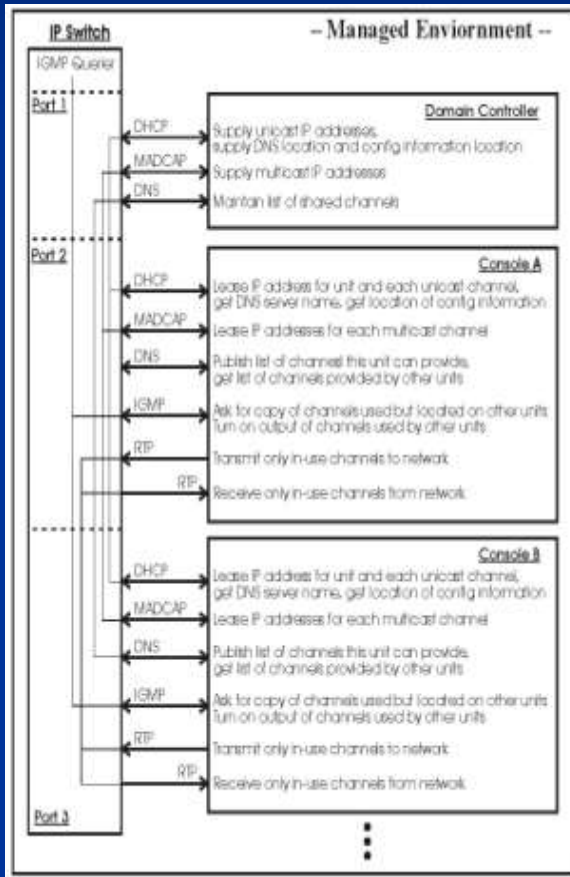 IP Switch
-- Managed Enviornment --
IGMP Querier
Port 1
Domain Controller
DHCP
Supply unicast IP addresses,
supply DNS location and config information location
MADCAP
Supply multicast IP addresses
DNS
Maintain list of shared channels
Port 2
Console A
DHCP
Lease IP address for unit and each unicast channel,
get DNS server name, get location of config information
MADCAP
Lease IP addresses for each multicast channel
DNS
Publish list of channels this unit can provide,
get list of channels provided by other units
IGMP
Ask for copy of channels used but located on other units
Turn on output of channels used by other units
RTP
Transmit only in-use channels to network
RTP
Receive only in-use channels from network
Console B
DHCP
Lease IP address for unit and each unicast channel,
get DNS server name, get location of config information
MADCAP
Lease IP addresses for each multicast channel
DNS
Publish list of channels this unit can provide,
get list of channels provided by other units
IGMP
Ask for copy of channels used but located on other units
Turn on output of channels used by other units
RTP
Transmit only in-use channels to network
RTP
Receive only in-use channels from network
Port 3